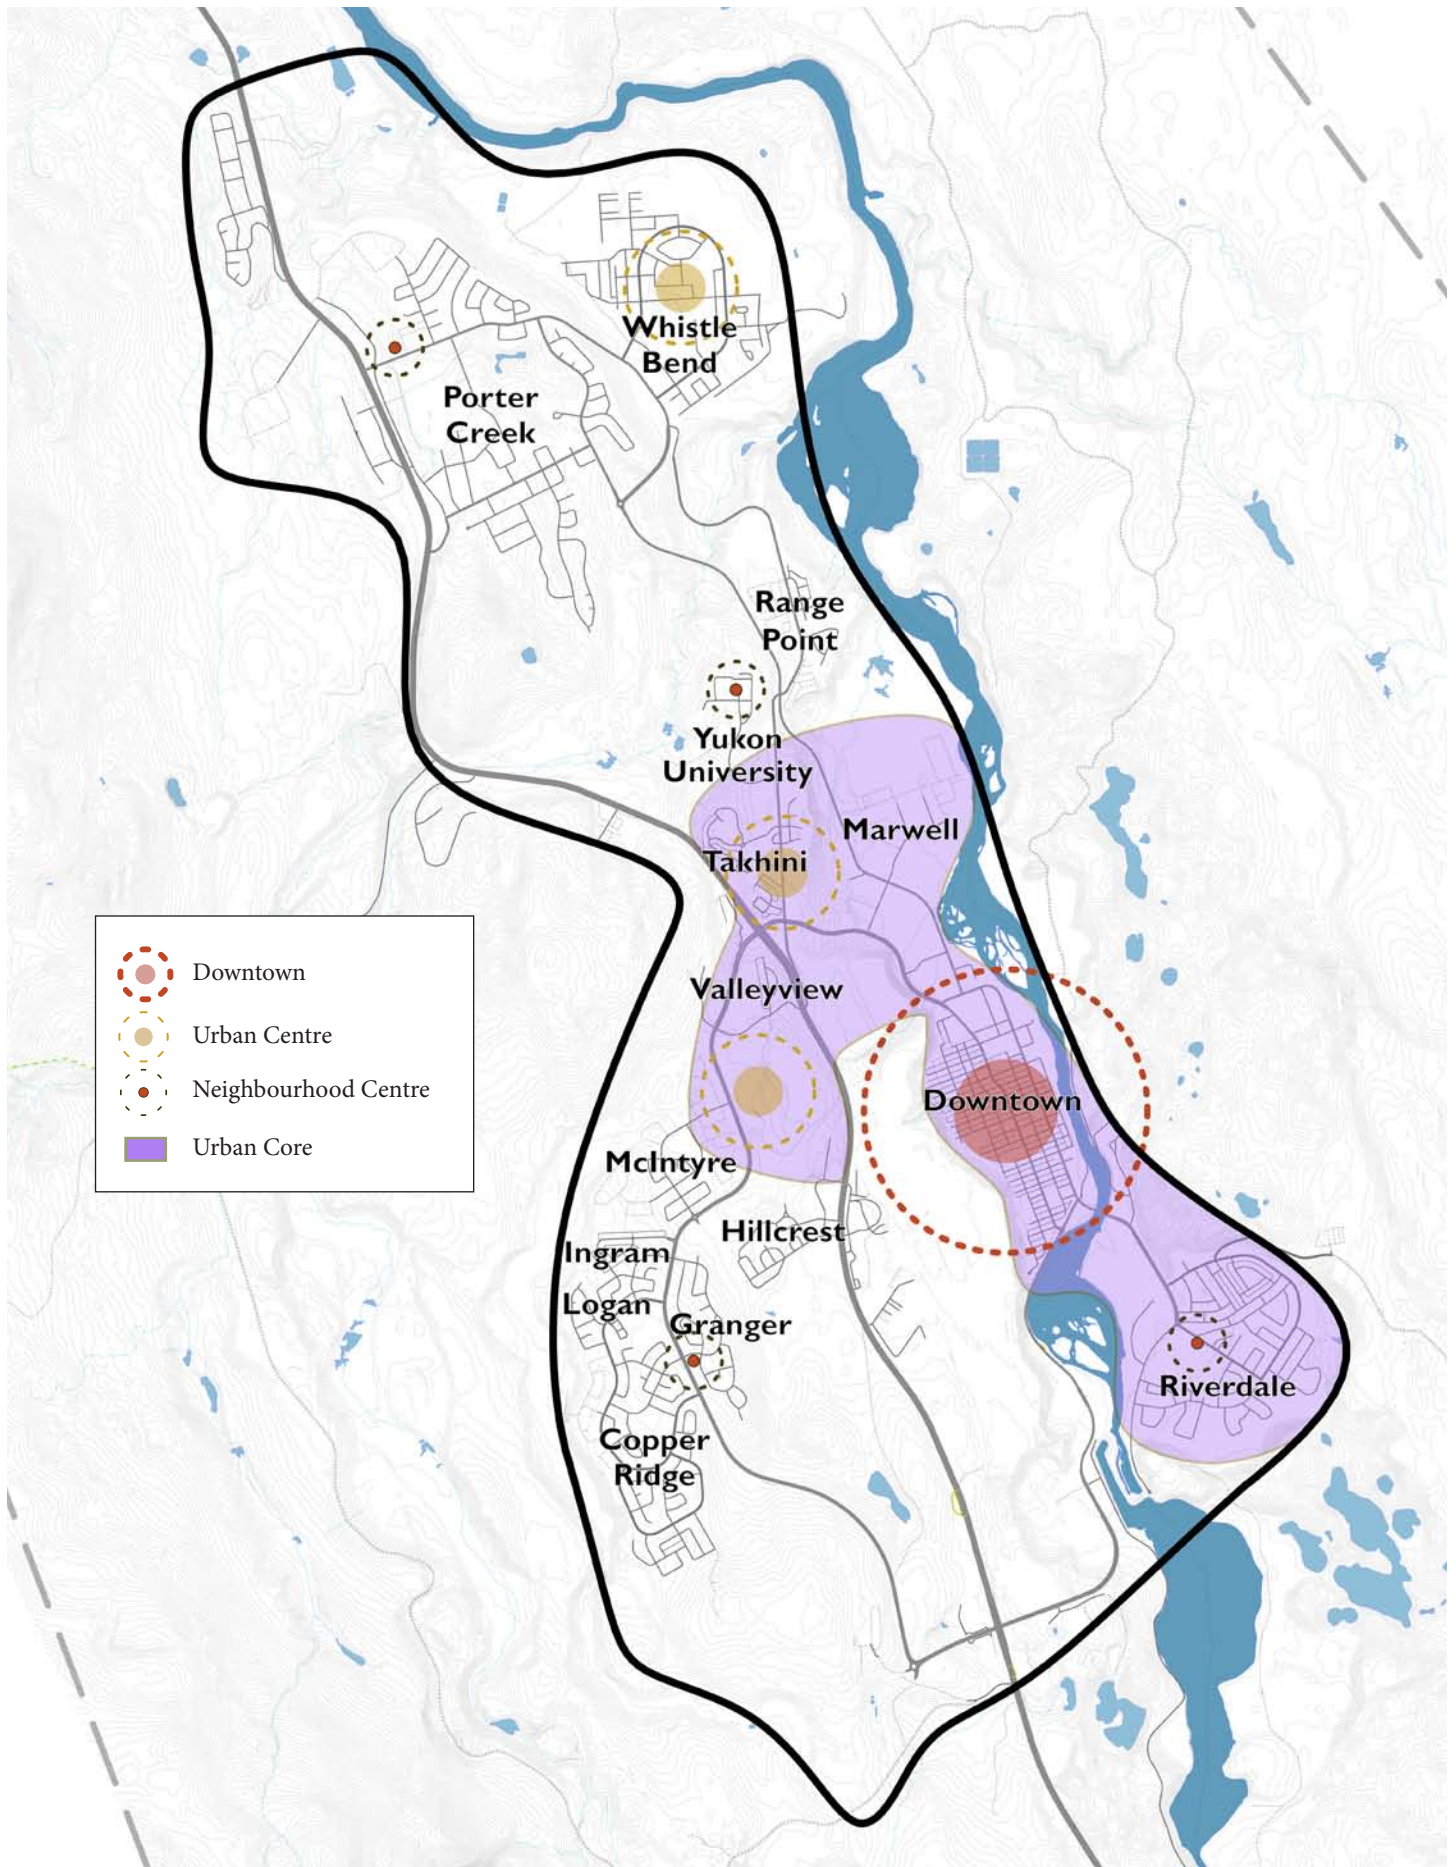 Whistle
Bend
Porter
Creek
Range
Point
Yukon
University
Marwell
Takhini
Valleyview
Downtown
McIntyre
Hillcrest
Ingram
Logan
Granger
Riverdale
Copper
Ridge
Downtown
Urban Centre
Neighbourhood Centre
Urban Core